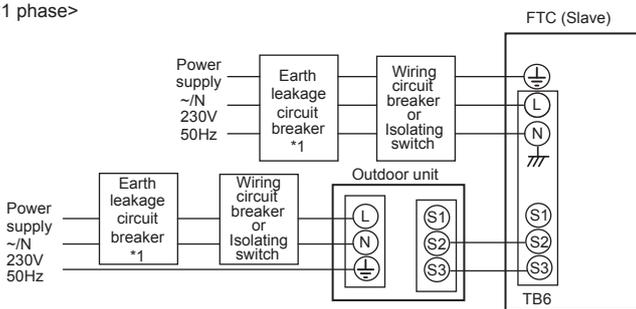 1 phase>
FTC (Slave)
Power
supply
~/N
230V
50Hz
Earth
leakage
circuit
breaker
*1
Wiring
circuit
breaker
or
Isolating
switch
L
N
S1
S2
S3
TB6
Power
supply
~/N
230V
50Hz
Earth
leakage
circuit
breaker
*1
Wiring
circuit
breaker
or
Isolating
switch
Outdoor unit
L
N
S1
S2
S3